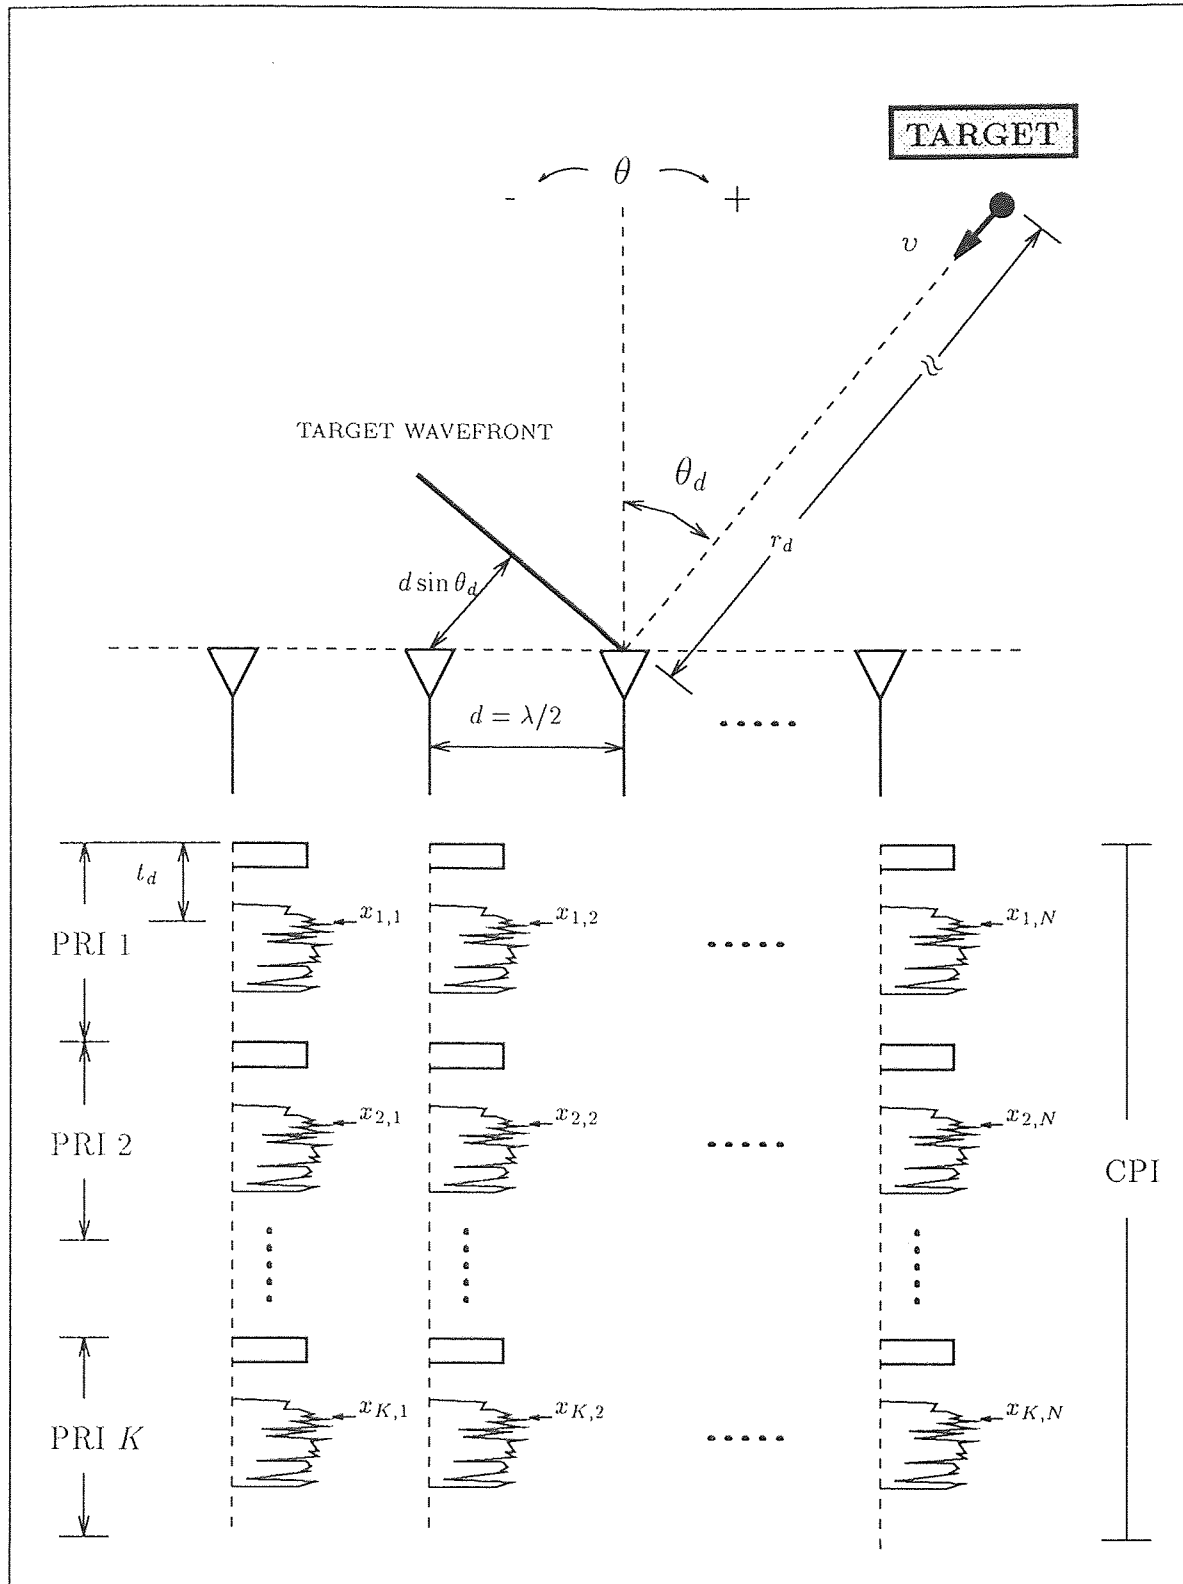 TARGET
θ
- +
v
TARGET WAVEFRONT
θ_d
r_d
d sin θ_d
d = λ/2
t_d
x_{1,1} x_{1,2} x_{1,N}
PRI 1
x_{2,1} x_{2,2} x_{2,N}
PRI 2
CPI
x_{K,1} x_{K,2} x_{K,N}
PRI K